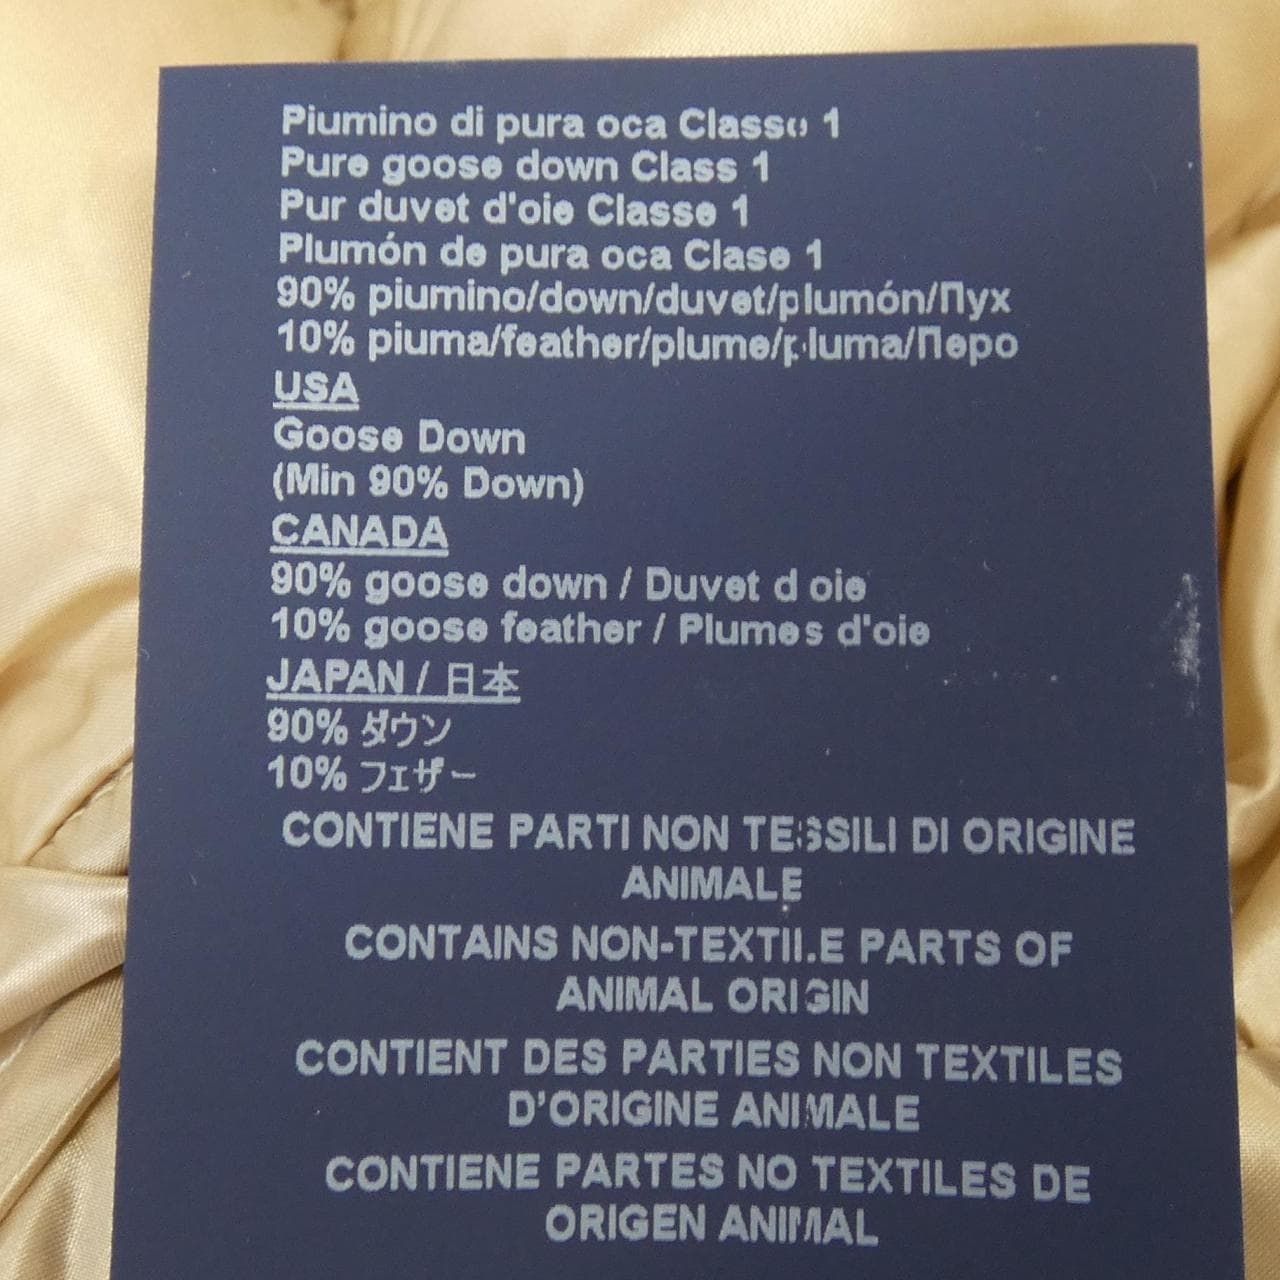 Piumino di pura oca Classe 1
Pure goose down Class 1
Pur duvet d'oie Classe 1
Plumón de pura oca Clase 1
90% piumino/down/duvet/plumón/Пух
10% piuma/feather/plume/pluma/Перо
USA
Goose Down
(Min 90% Down)
CANADA
90% goose down / Duvet d oie
10% goose feather / Plumes d'oie
JAPAN / 日本
90% ダウン
10% フェザー
CONTIENE PARTI NON TESSILI DI ORIGINE
ANIMALE
CONTAINS NON-TEXTILE PARTS OF
ANIMAL ORIGIN
CONTIENT DES PARTIES NON TEXTILES
D'ORIGINE ANIMALE
CONTIENE PARTES NO TEXTILES DE
ORIGEN ANIMAL